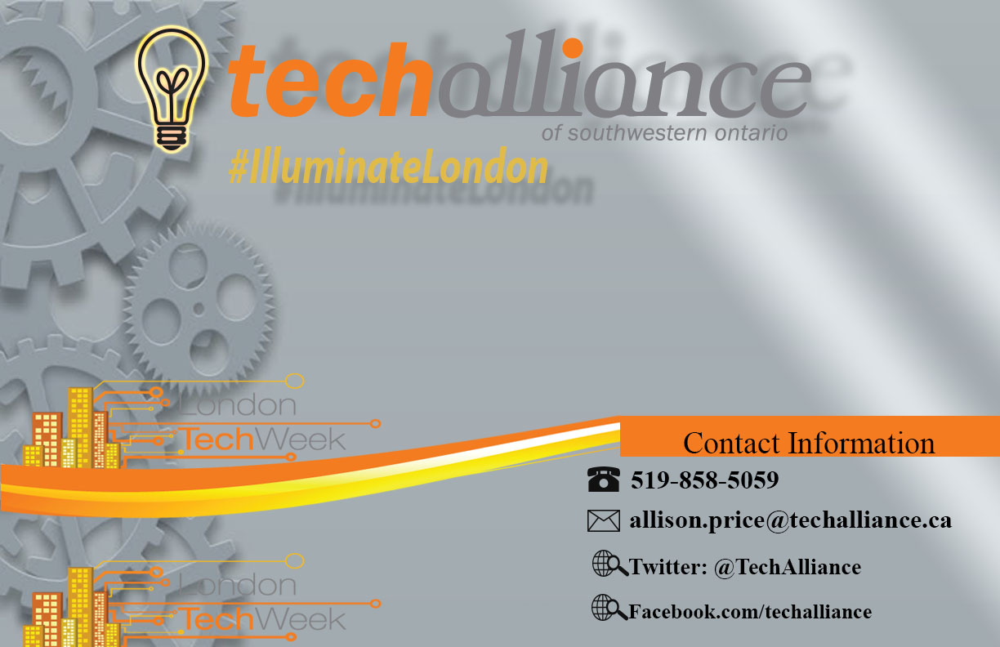 techalliance
of southwestern ontario
#IlluminateLondon
London
TechWeek
Contact Information
519-858-5059
allison.price@techalliance.ca
Twitter: @TechAlliance
Facebook.com/techalliance
London
TechWeek